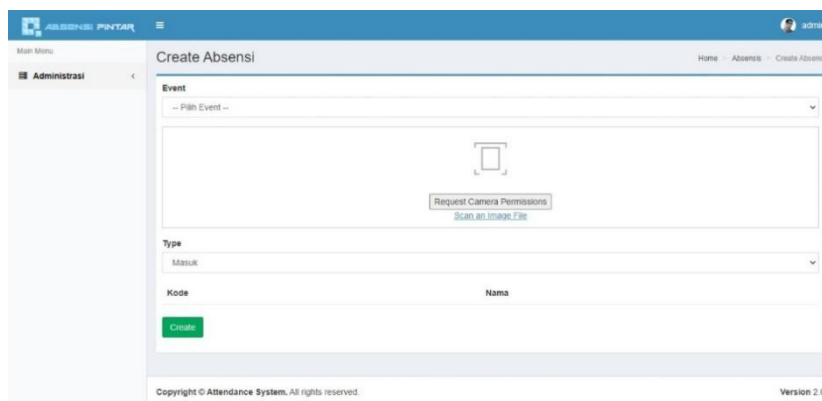 ABSENSI PINTAR
admi
Main Menu
Create Absensi
Home > Absensis > Create Absens
Administrasi
Event
-- Pilih Event --
Request Camera Permissions
Scan an Image File
Type
Masuk
Kode Nama
Create
Copyright © Attendance System. All rights reserved. Version 2.